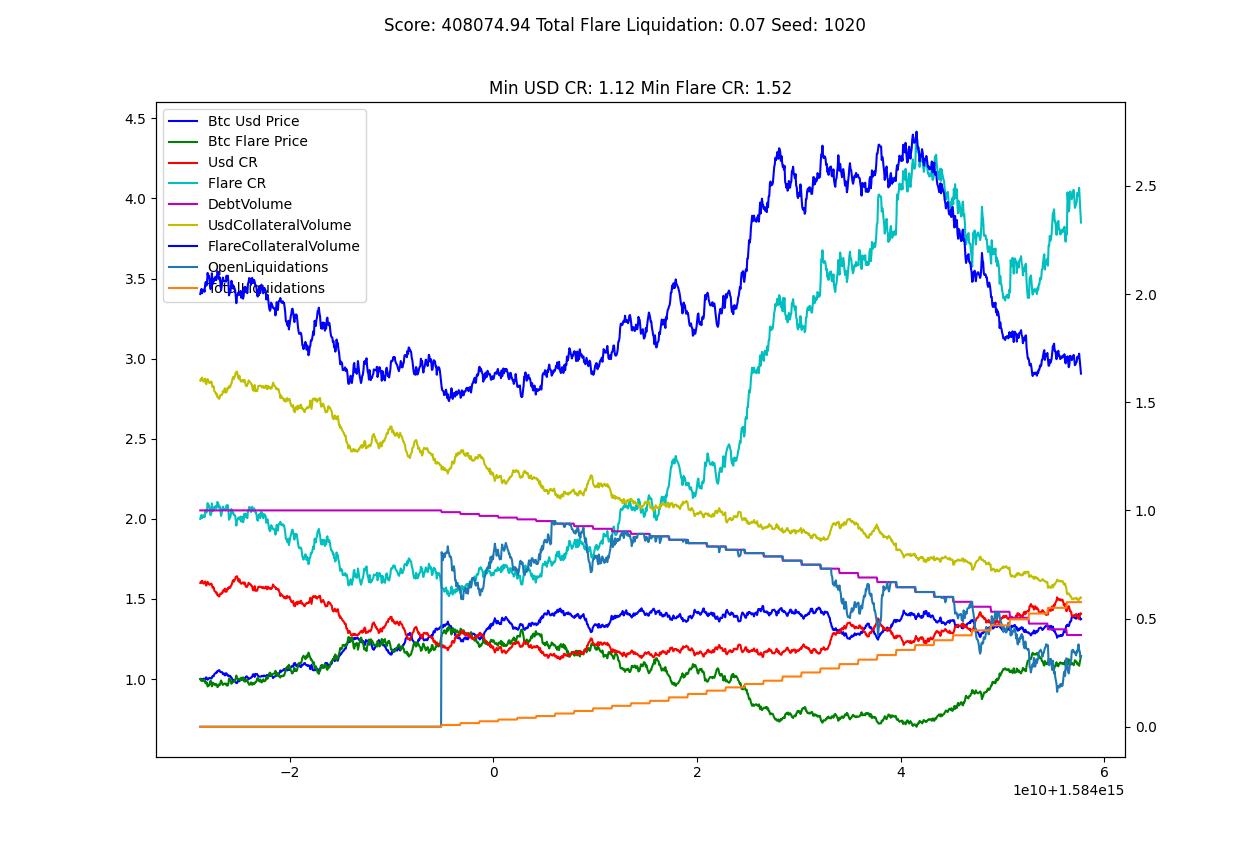 Score: 408074.94 Total Flare Liquidation: 0.07 Seed: 1020
Min USD CR: 1.12 Min Flare CR: 1.52
Btc Usd Price
Btc Flare Price
Usd CR
Flare CR
DebtVolume
UsdCollateralVolume
FlareCollateralVolume
OpenLiquidations
TotalLiquidations
4.5
4.0
3.5
3.0
2.5
2.0
1.5
1.0
2.5
2.0
1.5
1.0
0.5
0.0
−2
0
2
4
6
1e10+1.584e15